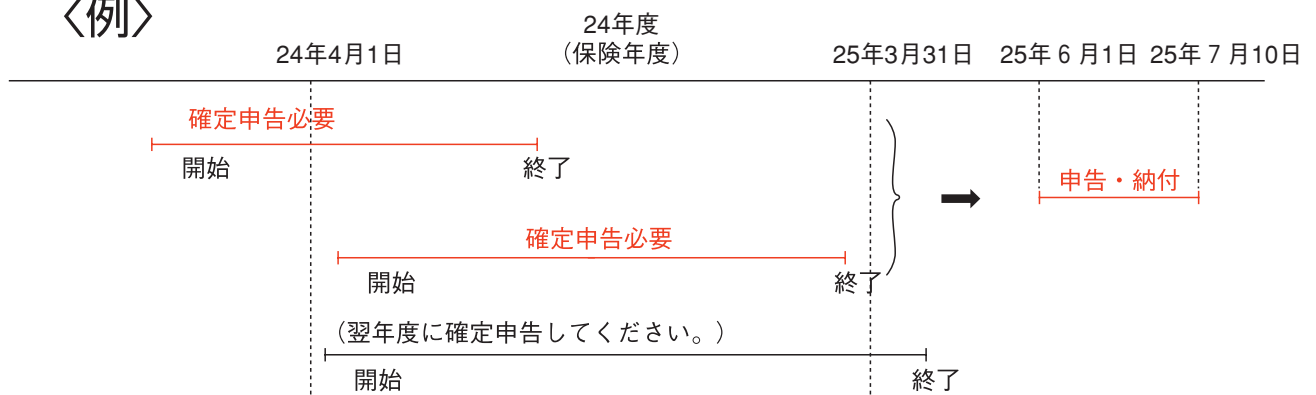 〈例〉
24年度
(保険年度)
24年4月1日
25年3月31日
25年6月1日
25年7月10日
確定申告必要
開始
終了
確定申告必要
開始
終了
申告・納付
(翌年度に確定申告してください。)
開始
終了